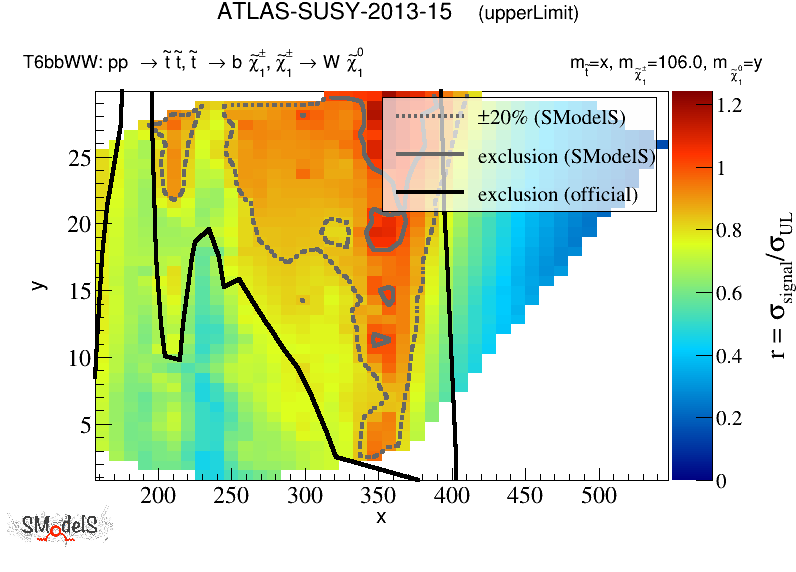 ATLAS-SUSY-2013-15 (upperLimit)
T6bbWW: pp → t̃ t̃, t̃ → b χ̃₁±, χ̃₁± → W χ̃₁⁰
m_t̃=x, m_χ̃₁±=106.0, m_χ̃₁⁰=y
±20% (SModelS)
exclusion (SModelS)
exclusion (official)
25
20
15
10
5
y
200 250 300 350 400 450 500
x
1.2
1
0.8
0.6
0.4
0.2
0
r = σ_signal/σ_UL
SModelS